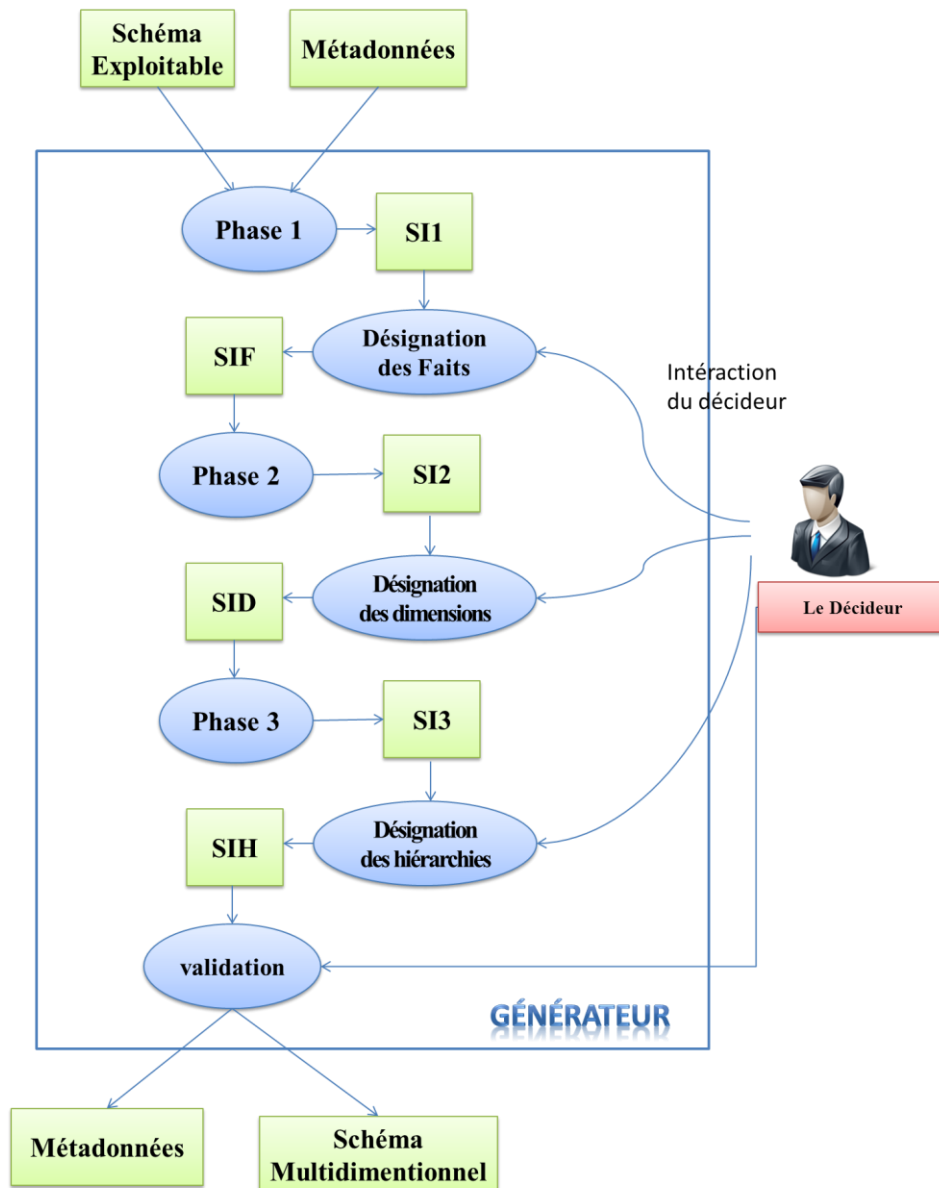 Schéma
Exploitable
Métadonnées
Phase 1
SI1
Désignation
des Faits
SIF
Intéraction
du décideur
Phase 2
SI2
Désignation
des dimensions
SID
Le Décideur
Phase 3
SI3
Désignation
des hiérarchies
SIH
validation
GÉNÉRATEUR
Métadonnées
Schéma
Multidimentionnel